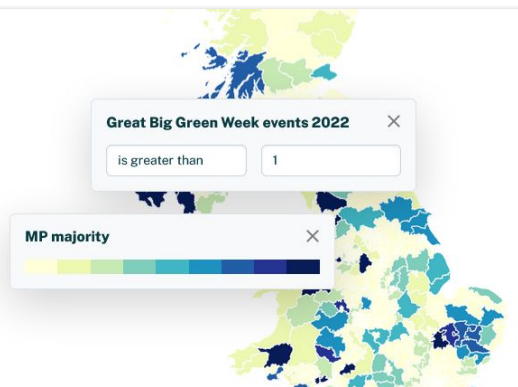 Great Big Green Week events 2022
is greater than 1
MP majority